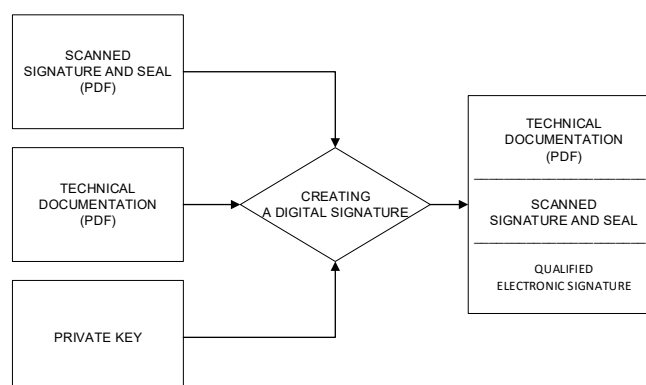 SCANNED
SIGNATURE AND SEAL
(PDF)
TECHNICAL
DOCUMENTATION
(PDF)
PRIVATE KEY
CREATING
A DIGITAL SIGNATURE
TECHNICAL
DOCUMENTATION
(PDF)
SCANNED
SIGNATURE AND SEAL
QUALIFIED
ELECTRONIC SIGNATURE